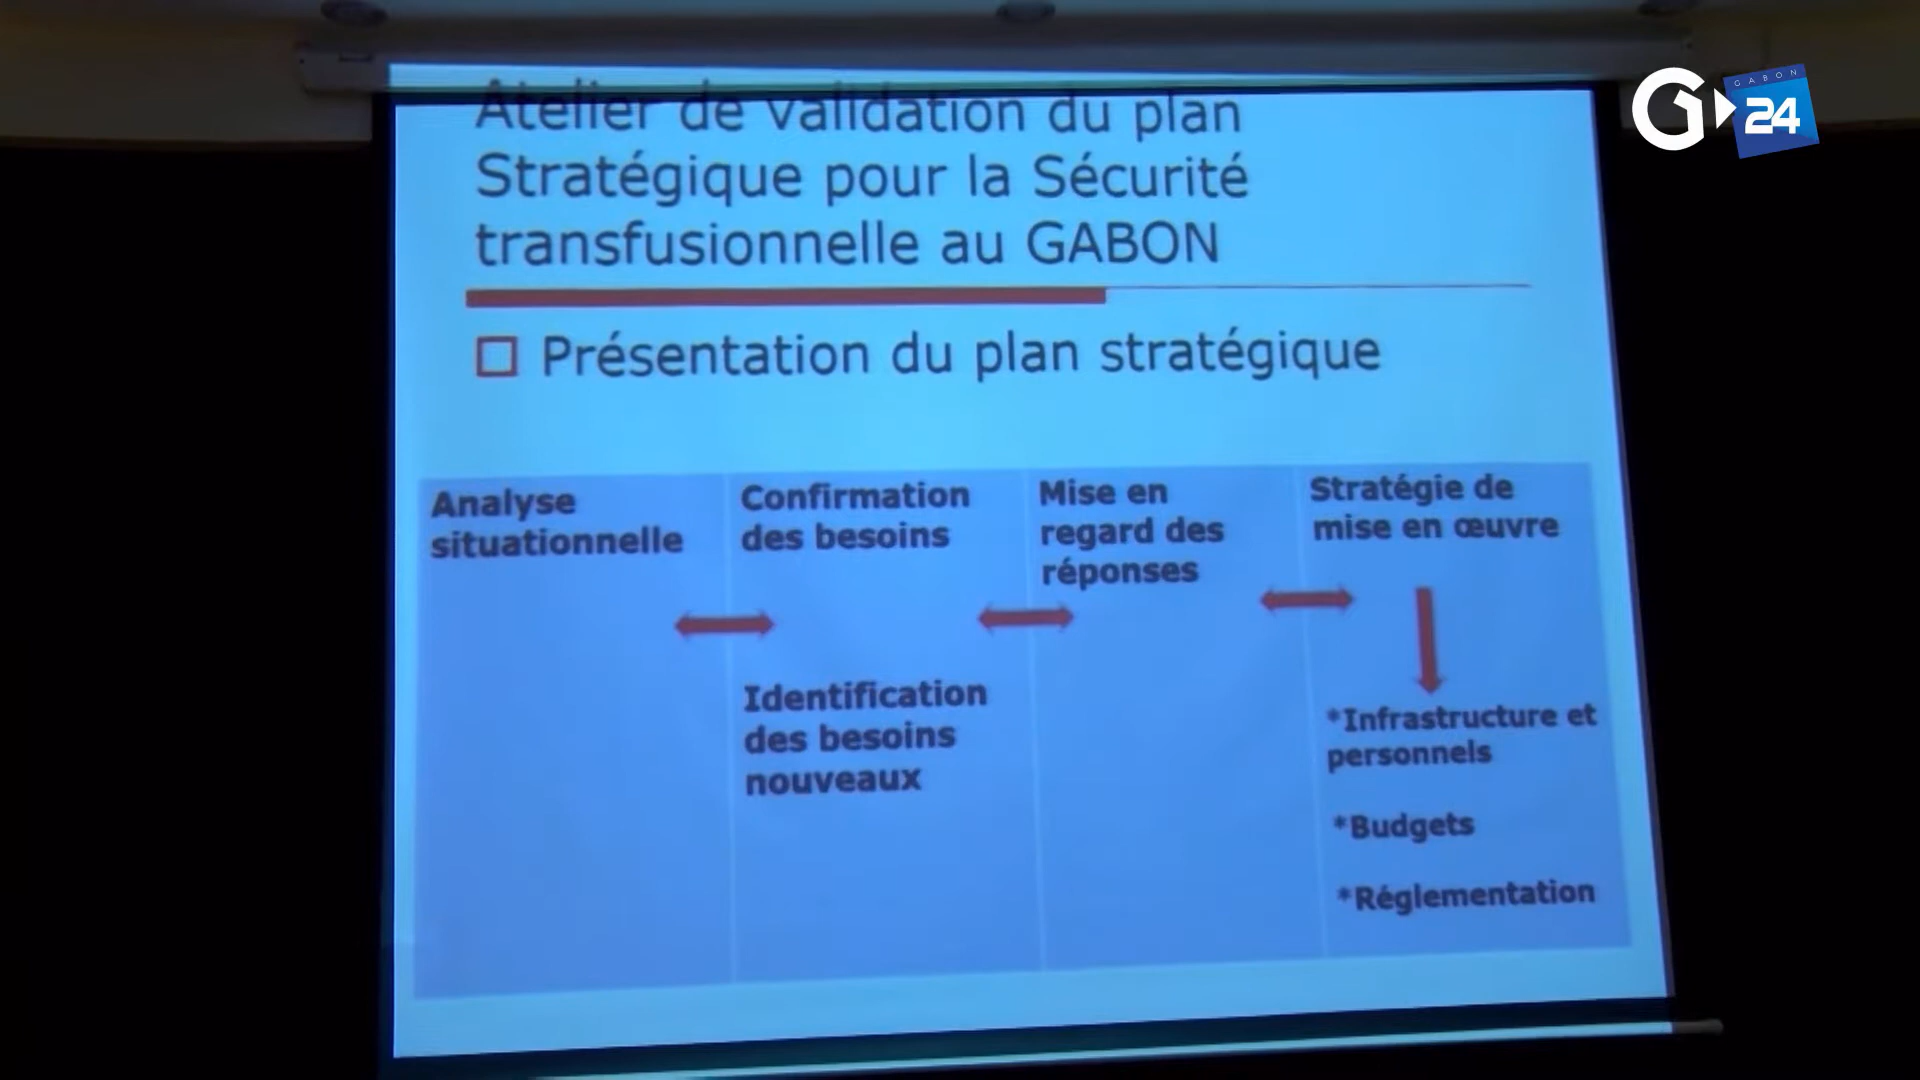 GABON
G 24
Atelier de validation du plan
Stratégique pour la Sécurité
transfusionnelle au GABON
Présentation du plan stratégique
Analyse
situationnelle
Confirmation
des besoins
Identification
des besoins
nouveaux
Mise en
regard des
réponses
Stratégie de
mise en œuvre
*Infrastructure et
personnels
*Budgets
*Réglementation